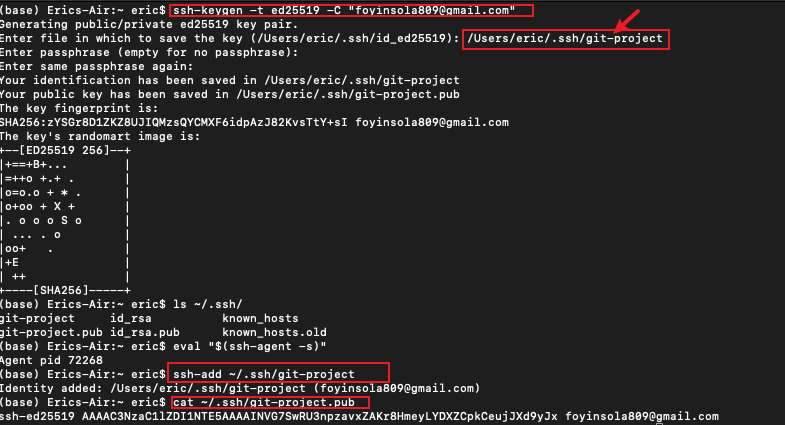 (base) Erics-Air:~ eric$ ssh-keygen -t ed25519 -C "foyinsola809@gmail.com"
Generating public/private ed25519 key pair.
Enter file in which to save the key (/Users/eric/.ssh/id_ed25519): /Users/eric/.ssh/git-project
Enter passphrase (empty for no passphrase):
Enter same passphrase again:
Your identification has been saved in /Users/eric/.ssh/git-project
Your public key has been saved in /Users/eric/.ssh/git-project.pub
The key fingerprint is:
SHA256:zYSGr8D1ZKZ8UJIQMzsQYCMXF6idpAzJ82KvsTtY+sI foyinsola809@gmail.com
The key's randomart image is:
+--[ED25519 256]--+
|+==+B+...        |
|=++o +.+ .       |
|o=o.o + * .      |
|o+oo + X +       |
|. o o o S o      |
| ... . o         |
|oo+   .          |
|+E               |
| ++              |
+----[SHA256]-----+
(base) Erics-Air:~ eric$ ls ~/.ssh/
git-project     id_rsa          known_hosts
git-project.pub id_rsa.pub      known_hosts.old
(base) Erics-Air:~ eric$ eval "$(ssh-agent -s)"
Agent pid 72268
(base) Erics-Air:~ eric$ ssh-add ~/.ssh/git-project
Identity added: /Users/eric/.ssh/git-project (foyinsola809@gmail.com)
(base) Erics-Air:~ eric$ cat ~/.ssh/git-project.pub
ssh-ed25519 AAAAC3NzaC1lZDI1NTE5AAAAINVG7SwRU3npzavxZAKr8HmeyLYDXZCpkCeujJXd9yJx foyinsola809@gmail.com